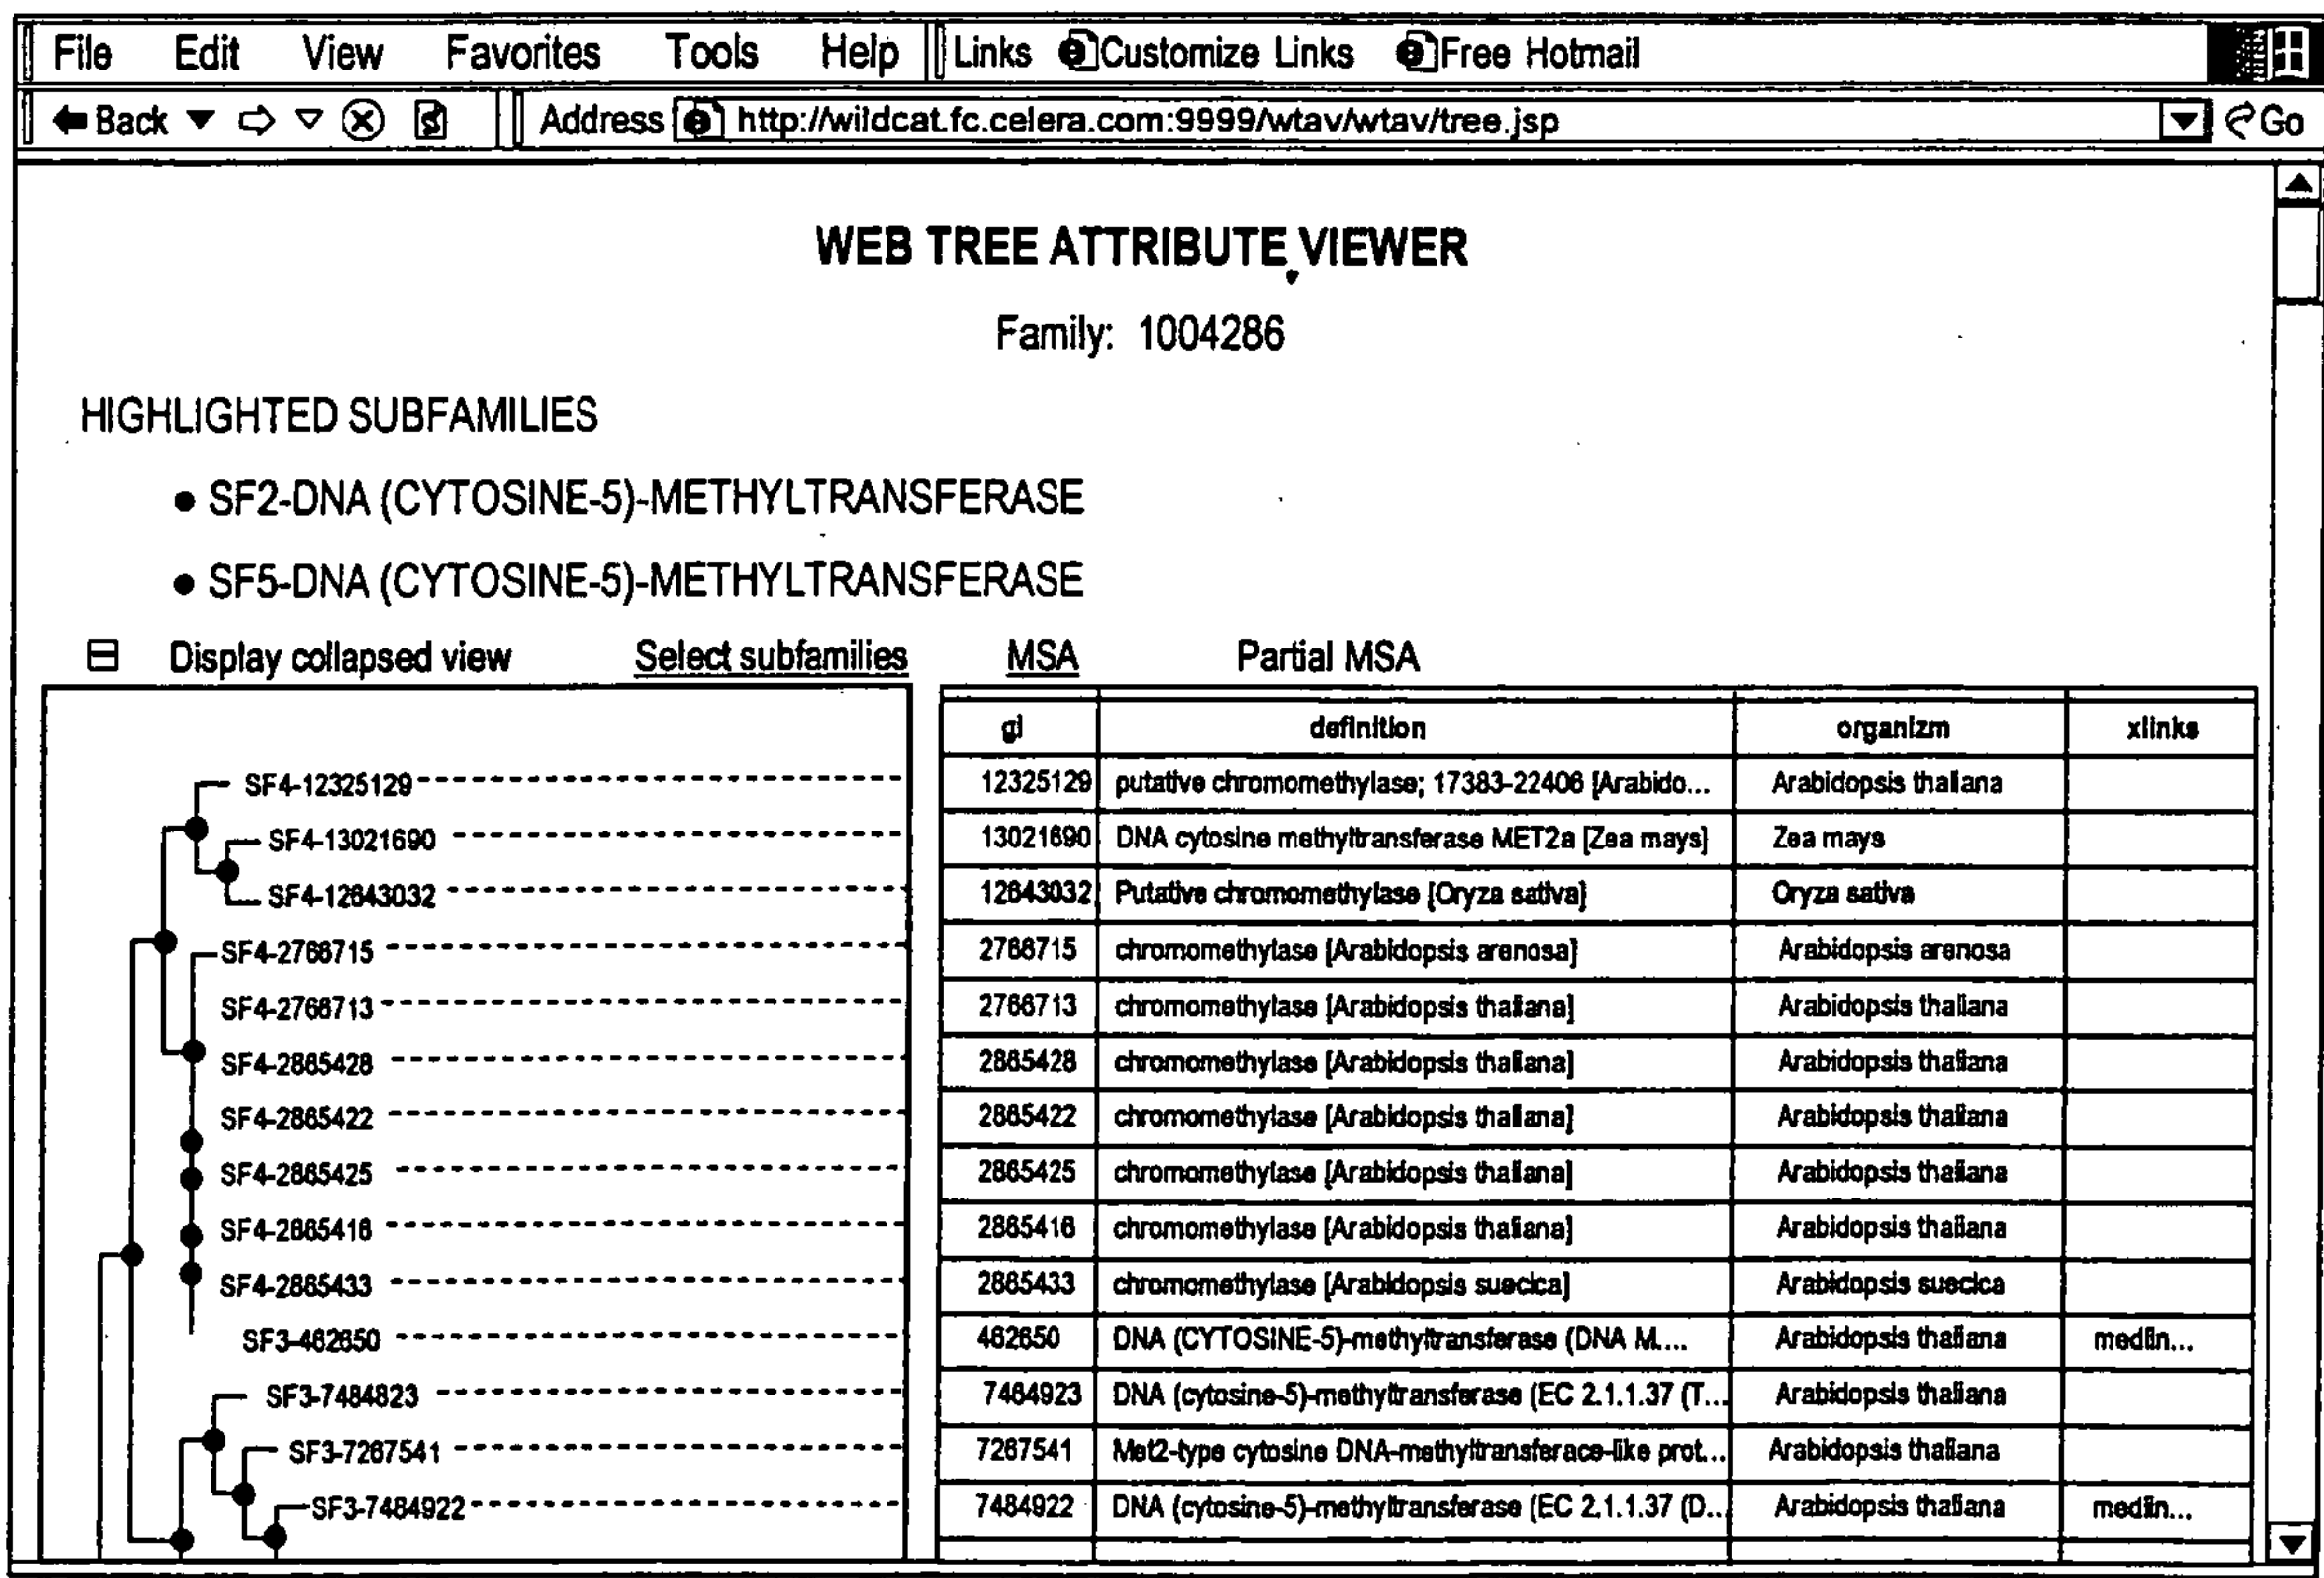 File Edit View Favorites Tools Help Links Customize Links Free Hotmail
Back Address http://wildcat.fc.celera.com:9999/wtav/wtav/tree.jsp Go
WEB TREE ATTRIBUTE VIEWER
Family: 1004286
HIGHLIGHTED SUBFAMILIES
• SF2-DNA (CYTOSINE-5)-METHYLTRANSFERASE
• SF5-DNA (CYTOSINE-5)-METHYLTRANSFERASE
Display collapsed view Select subfamilies MSA Partial MSA
gi definition organizm xlinks
SF4-12325129 12325129 putative chromomethylase; 17383-22406 [Arabido... Arabidopsis thaliana
SF4-13021690 13021690 DNA cytosine methyltransferase MET2a [Zea mays] Zea mays
SF4-12643032 12643032 Putative chromomethylase [Oryza sativa] Oryza sativa
SF4-2766715 2766715 chromomethylase [Arabidopsis arenosa] Arabidopsis arenosa
SF4-2766713 2766713 chromomethylase [Arabidopsis thaliana] Arabidopsis thaliana
SF4-2865428 2865428 chromomethylase [Arabidopsis thaliana] Arabidopsis thaliana
SF4-2865422 2865422 chromomethylase [Arabidopsis thaliana] Arabidopsis thaliana
SF4-2865425 2865425 chromomethylase [Arabidopsis thaliana] Arabidopsis thaliana
SF4-2865416 2865416 chromomethylase [Arabidopsis thaliana] Arabidopsis thaliana
SF4-2865433 2865433 chromomethylase [Arabidopsis suecica] Arabidopsis suecica
SF3-462650 462650 DNA (CYTOSINE-5)-methyltransferase (DNA M.... Arabidopsis thaliana medlin...
SF3-7484823 7484923 DNA (cytosine-5)-methyltransferase (EC 2.1.1.37 (T... Arabidopsis thaliana
SF3-7267541 7267541 Met2-type cytosine DNA-methyltransferace-like prot... Arabidopsis thaliana
SF3-7484922 7484922 DNA (cytosine-5)-methyltransferase (EC 2.1.1.37 (D... Arabidopsis thaliana medlin...